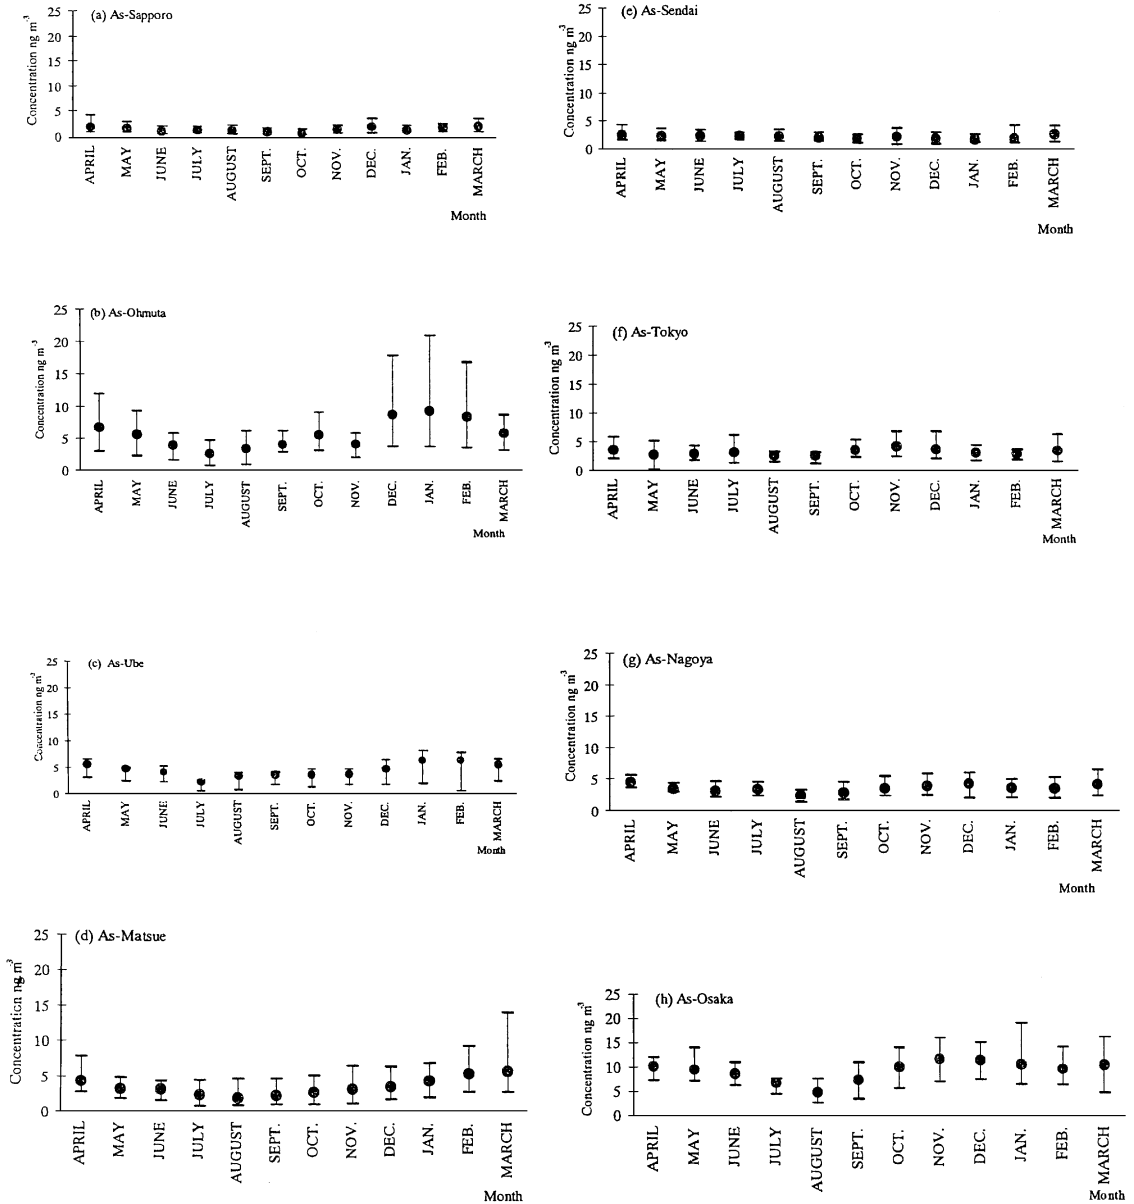 (a) As-Sapporo
Concentration ng m-3
25
20
15
10
5
0
APRIL
MAY
JUNE
JULY
AUGUST
SEPT.
OCT.
NOV.
DEC.
JAN.
FEB.
MARCH
Month
(b) As-Ohmuta
Concentration ng m-3
25
20
15
10
5
0
APRIL
MAY
JUNE
JULY
AUGUST
SEPT.
OCT.
NOV.
DEC.
JAN.
FEB.
MARCH
Month
(c) As-Ube
Concentration ng m-3
25
20
15
10
5
0
APRIL
MAY
JUNE
JULY
AUGUST
SEPT.
OCT.
NOV.
DEC.
JAN.
FEB.
MARCH
Month
(d) As-Matsue
Concentration ng m-3
25
20
15
10
5
0
APRIL
MAY
JUNE
JULY
AUGUST
SEPT.
OCT.
NOV.
DEC.
JAN.
FEB.
MARCH
Month
(e) As-Sendai
Concentration ng m-3
25
20
15
10
5
0
APRIL
MAY
JUNE
JULY
AUGUST
SEPT.
OCT.
NOV.
DEC.
JAN.
FEB.
MARCH
Month
(f) As-Tokyo
Concentration ng m-3
25
20
15
10
5
0
APRIL
MAY
JUNE
JULY
AUGUST
SEPT.
OCT.
NOV.
DEC.
JAN.
FEB.
MARCH
Month
(g) As-Nagoya
Concentration ng m-3
25
20
15
10
5
0
APRIL
MAY
JUNE
JULY
AUGUST
SEPT.
OCT.
NOV.
DEC.
JAN.
FEB.
MARCH
Month
(h) As-Osaka
Concentration ng m-3
25
20
15
10
5
0
APRIL
MAY
JUNE
JULY
AUGUST
SEPT.
OCT.
NOV.
DEC.
JAN.
FEB.
MARCH
Month